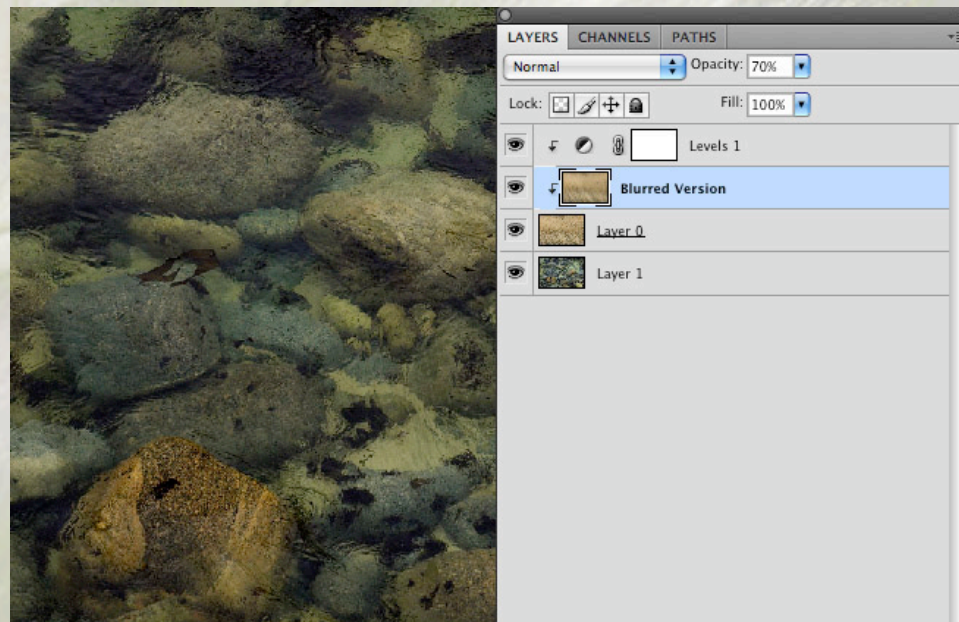 LAYERS CHANNELS PATHS
Normal Opacity: 70%
Lock: Fill: 100%
Levels 1
Blurred Version
Layer 0
Layer 1